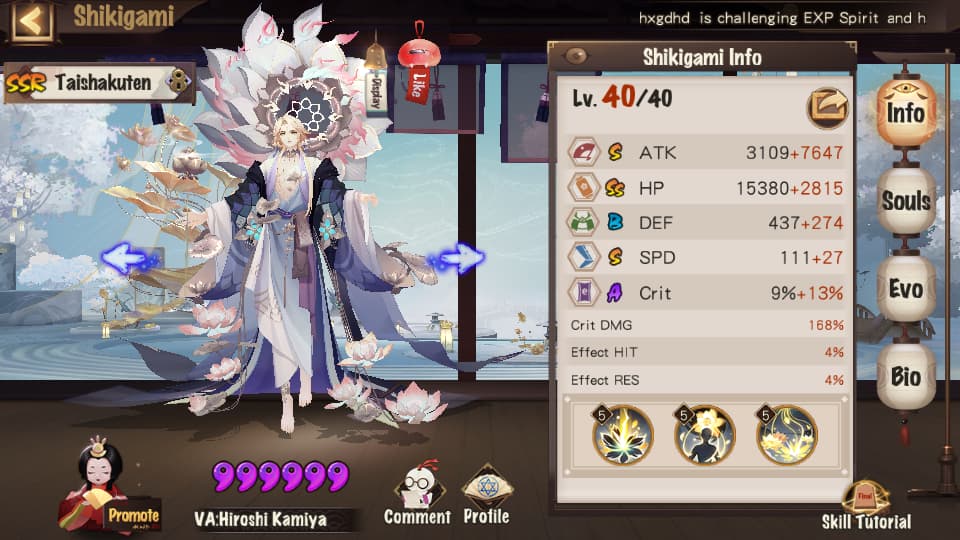 Shikigami
hxgdhd is challenging EXP Spirit and h
SSR Taishakuten
Display
Like
Shikigami Info
Lv. 40/40
S ATK 3109+7647
SS HP 15380+2815
B DEF 437+274
S SPD 111+27
A Crit 9%+13%
Crit DMG 168%
Effect HIT 4%
Effect RES 4%
5 5 5
Info
Souls
Evo
Bio
Promote
VA:Hiroshi Kamiya
Comment
Profile
Final
Skill Tutorial